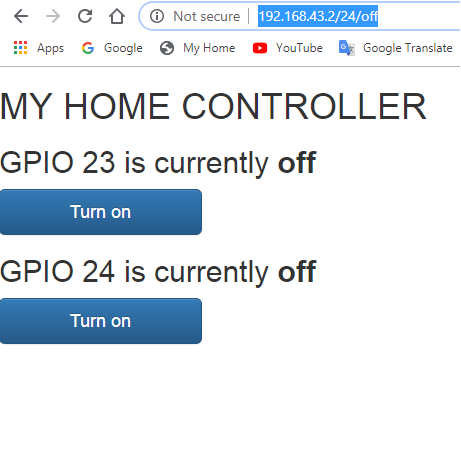 Not secure | 192.168.43.2/24/off
Apps Google My Home YouTube Google Translate
MY HOME CONTROLLER
GPIO 23 is currently off
Turn on
GPIO 24 is currently off
Turn on